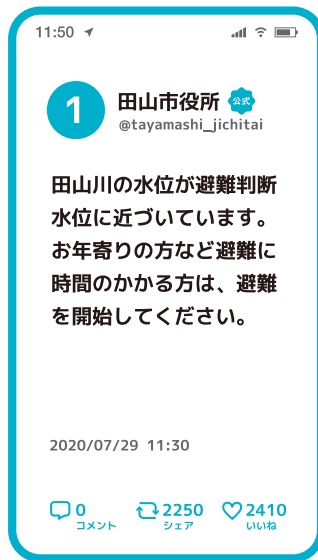 11:50
1
田山市役所 公式
@tayamashi_jichitai
田山川の水位が避難判断
水位に近づいています。
お年寄りの方など避難に
時間のかかる方は、避難
を開始してください。
2020/07/29 11:30
0 2250 2410
コメント シェア いいね